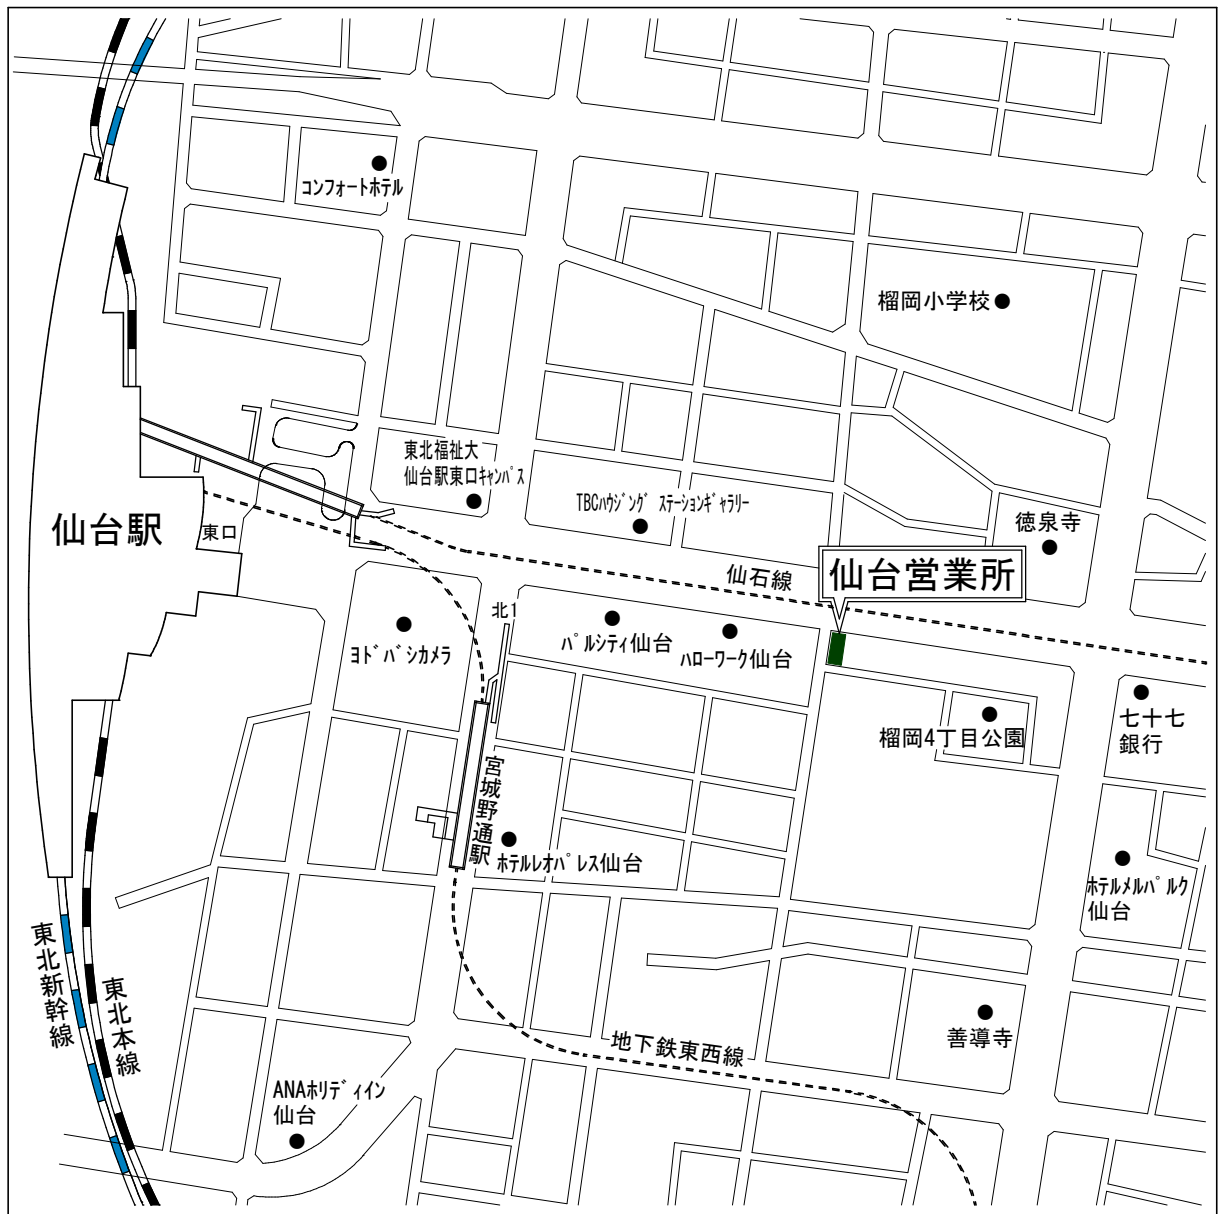 コンフォートホテル
榴岡小学校
東北福祉大
仙台駅東口キャンパス
TBCハウジングステーションギャラリー
徳泉寺
仙台駅
東口
仙石線
仙台営業所
北1
ヨドバシカメラ
パルシティ仙台
ハローワーク仙台
榴岡4丁目公園
七十七
銀行
宮城野通駅
ホテルレオパレス仙台
ホテルメルパルク
仙台
東北新幹線
東北本線
地下鉄東西線
善導寺
ANAホリデイイン
仙台